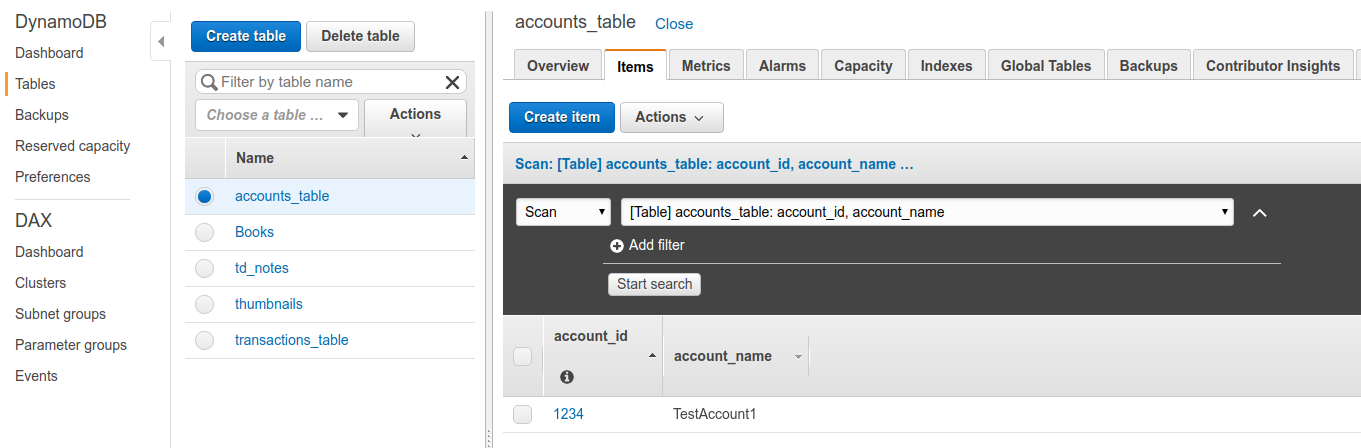 DynamoDB
Dashboard
Tables
Backups
Reserved capacity
Preferences
DAX
Dashboard
Clusters
Subnet groups
Parameter groups
Events
Create table Delete table
Filter by table name
Choose a table ... Actions
Name
accounts_table
Books
td_notes
thumbnails
transactions_table
accounts_table Close
Overview Items Metrics Alarms Capacity Indexes Global Tables Backups Contributor Insights
Create item Actions
Scan: [Table] accounts_table: account_id, account_name ...
Scan [Table] accounts_table: account_id, account_name
Add filter
Start search
account_id account_name
1234 TestAccount1